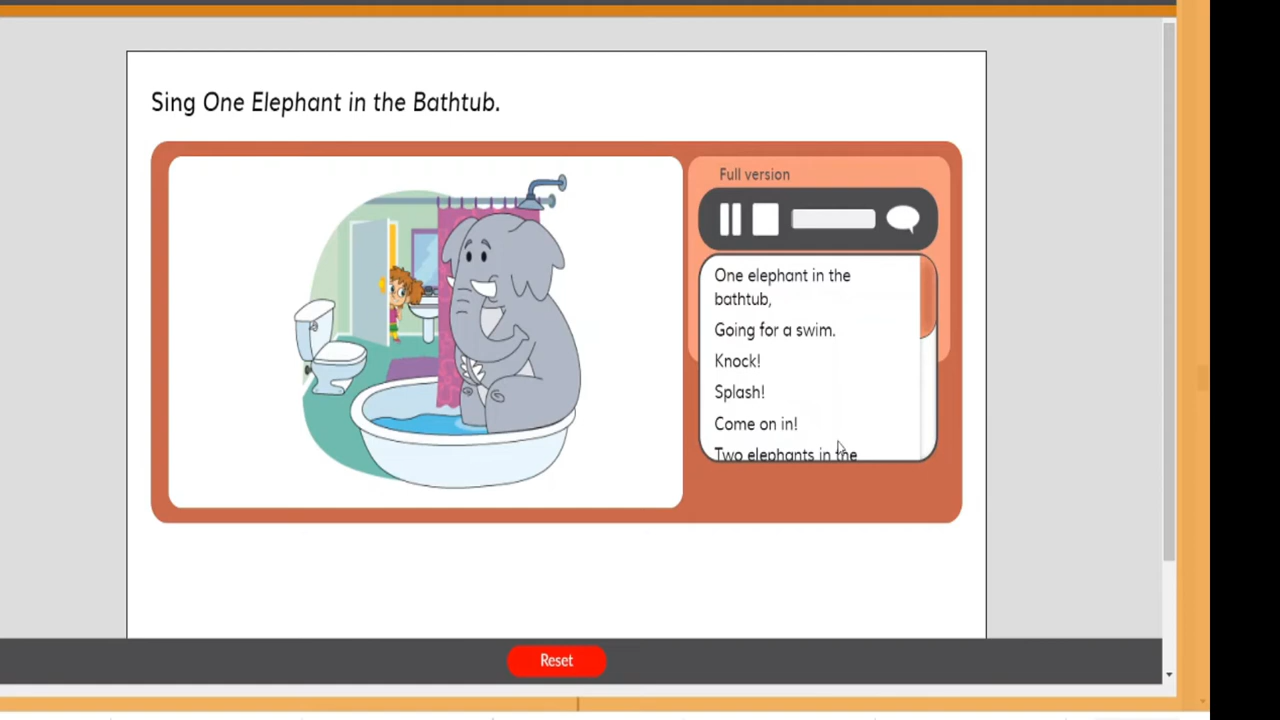 Sing One Elephant in the Bathtub.
Full version
One elephant in the
bathtub,
Going for a swim.
Knock!
Splash!
Come on in!
Two elephants in the
Reset